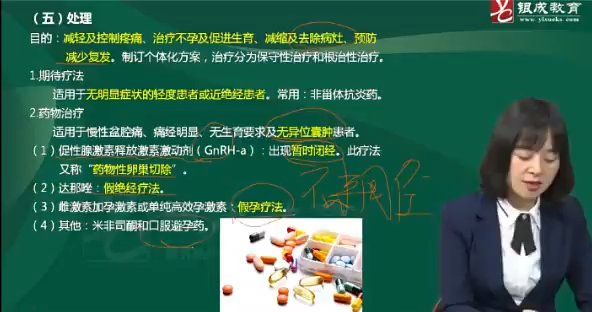 银成教育
www.yixueks.com
（五）处理
目的：减轻及控制疼痛、治疗不孕及促进生育、减缩及去除病灶、预防
减少复发。制订个体化方案，治疗分为保守性治疗和根治性治疗。
1.期待疗法
适用于无明显症状的轻度患者或近绝经患者。常用：非甾体抗炎药。
2.药物治疗
适用于慢性盆腔痛、痛经明显、无生育要求及无异位囊肿患者。
（1）促性腺激素释放激素激动剂（GnRH-a）：出现暂时闭经。此疗法
又称“药物性卵巢切除”。
（2）达那唑：假绝经疗法。
（3）雌激素加孕激素或单纯高效孕激素：假孕疗法。
（4）其他：米非司酮和口服避孕药。
不来月经